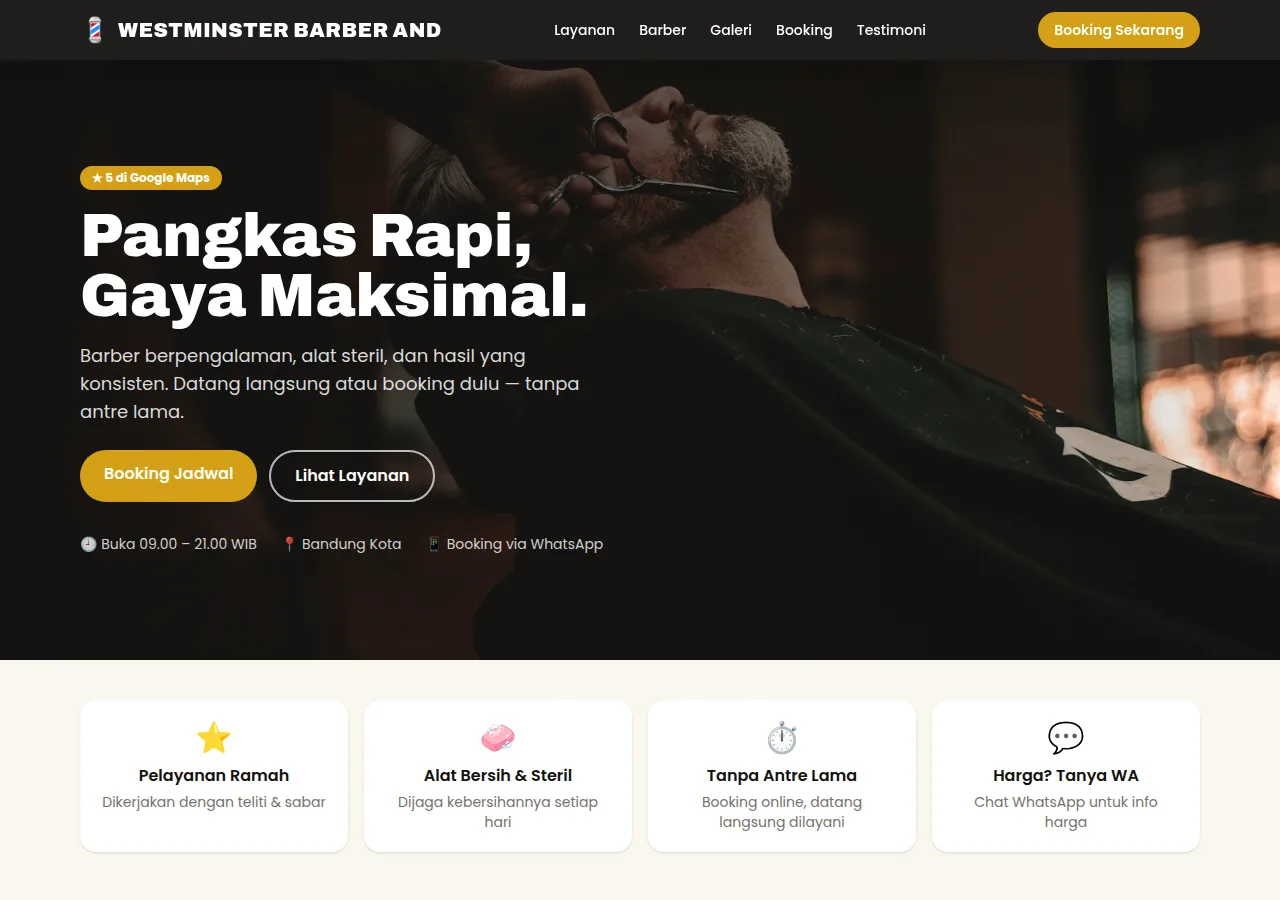 WESTMINSTER BARBER AND
Layanan Barber Galeri Booking Testimoni
Booking Sekarang
★ 5 di Google Maps
Pangkas Rapi,
Gaya Maksimal.
Barber berpengalaman, alat steril, dan hasil yang
konsisten. Datang langsung atau booking dulu — tanpa
antre lama.
Booking Jadwal
Lihat Layanan
Buka 09.00 – 21.00 WIB
Bandung Kota
Booking via WhatsApp
Pelayanan Ramah
Dikerjakan dengan teliti & sabar
Alat Bersih & Steril
Dijaga kebersihannya setiap
hari
Tanpa Antre Lama
Booking online, datang
langsung dilayani
Harga? Tanya WA
Chat WhatsApp untuk info
harga